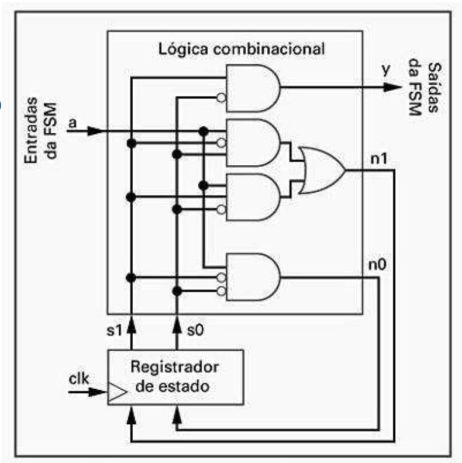 Lógica combinacional
y
Saídas
da FSM
Entradas
da FSM
a
n1
n0
s1
s0
clk
Registrador
de estado